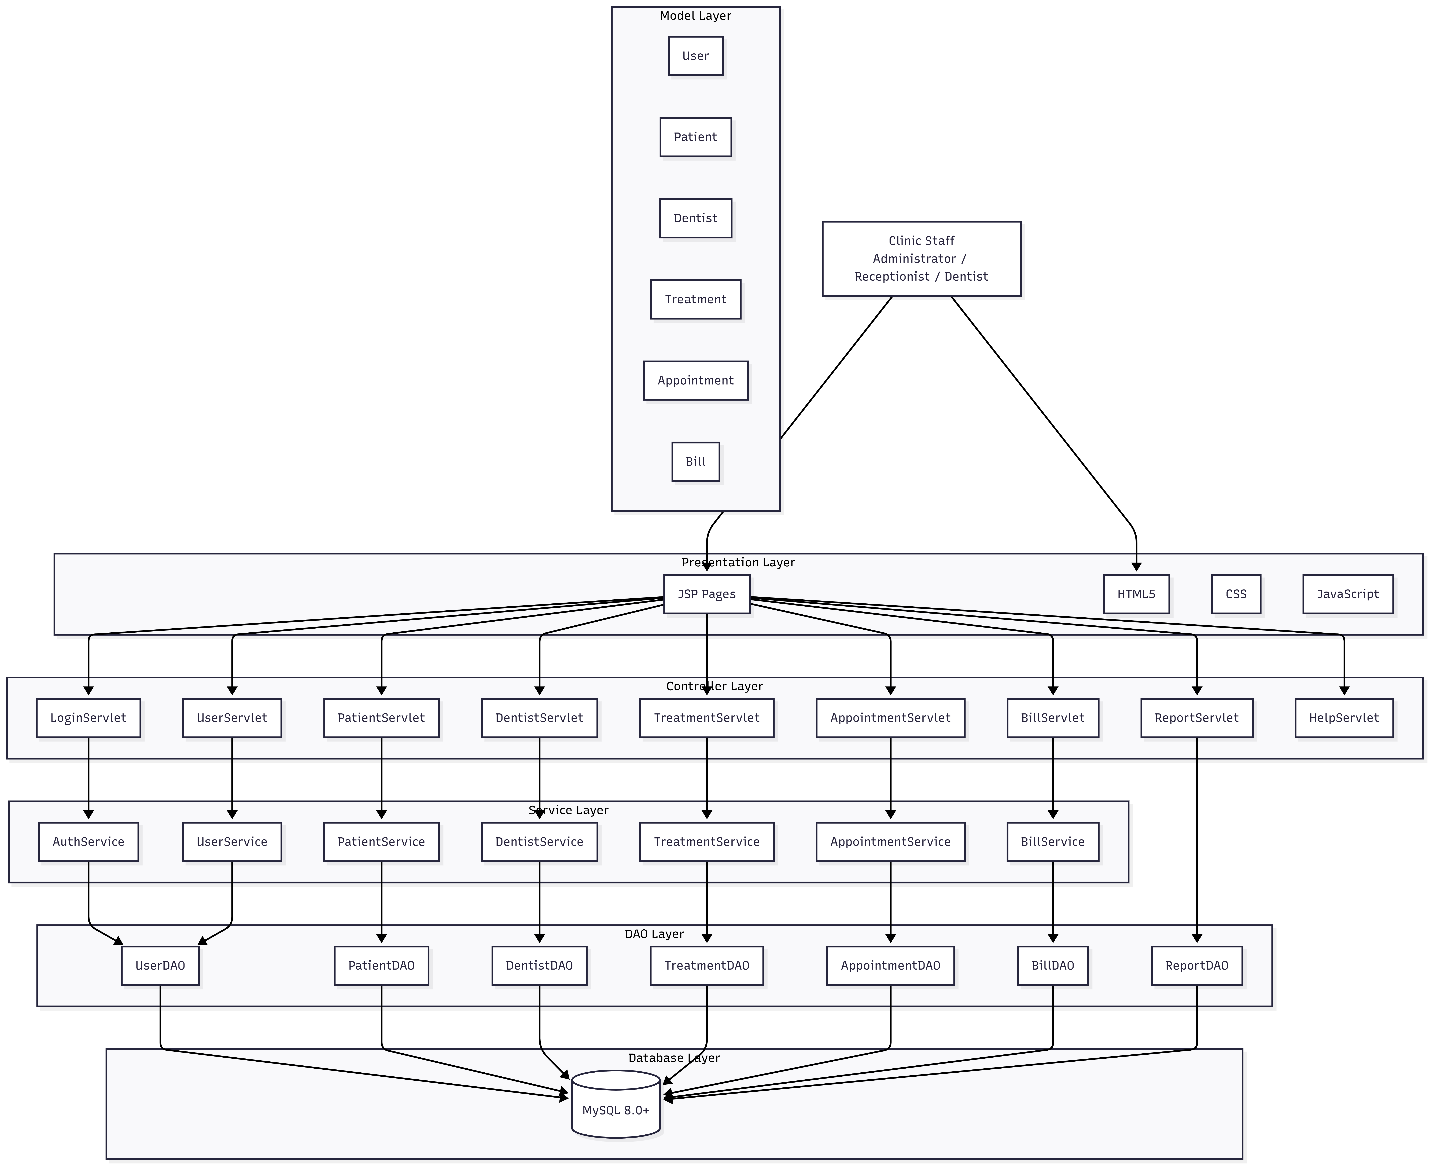 Model Layer
User
Patient
Dentist
Treatment
Appointment
Bill
Clinic Staff
Administrator /
Receptionist / Dentist
Presentation Layer
JSP Pages
HTML5
CSS
JavaScript
Controller Layer
LoginServlet
UserServlet
PatientServlet
DentistServlet
TreatmentServlet
AppointmentServlet
BillServlet
ReportServlet
HelpServlet
Service Layer
AuthService
UserService
PatientService
DentistService
TreatmentService
AppointmentService
BillService
DAO Layer
UserDAO
PatientDAO
DentistDAO
TreatmentDAO
AppointmentDAO
BillDAO
ReportDAO
Database Layer
MySQL 8.0+